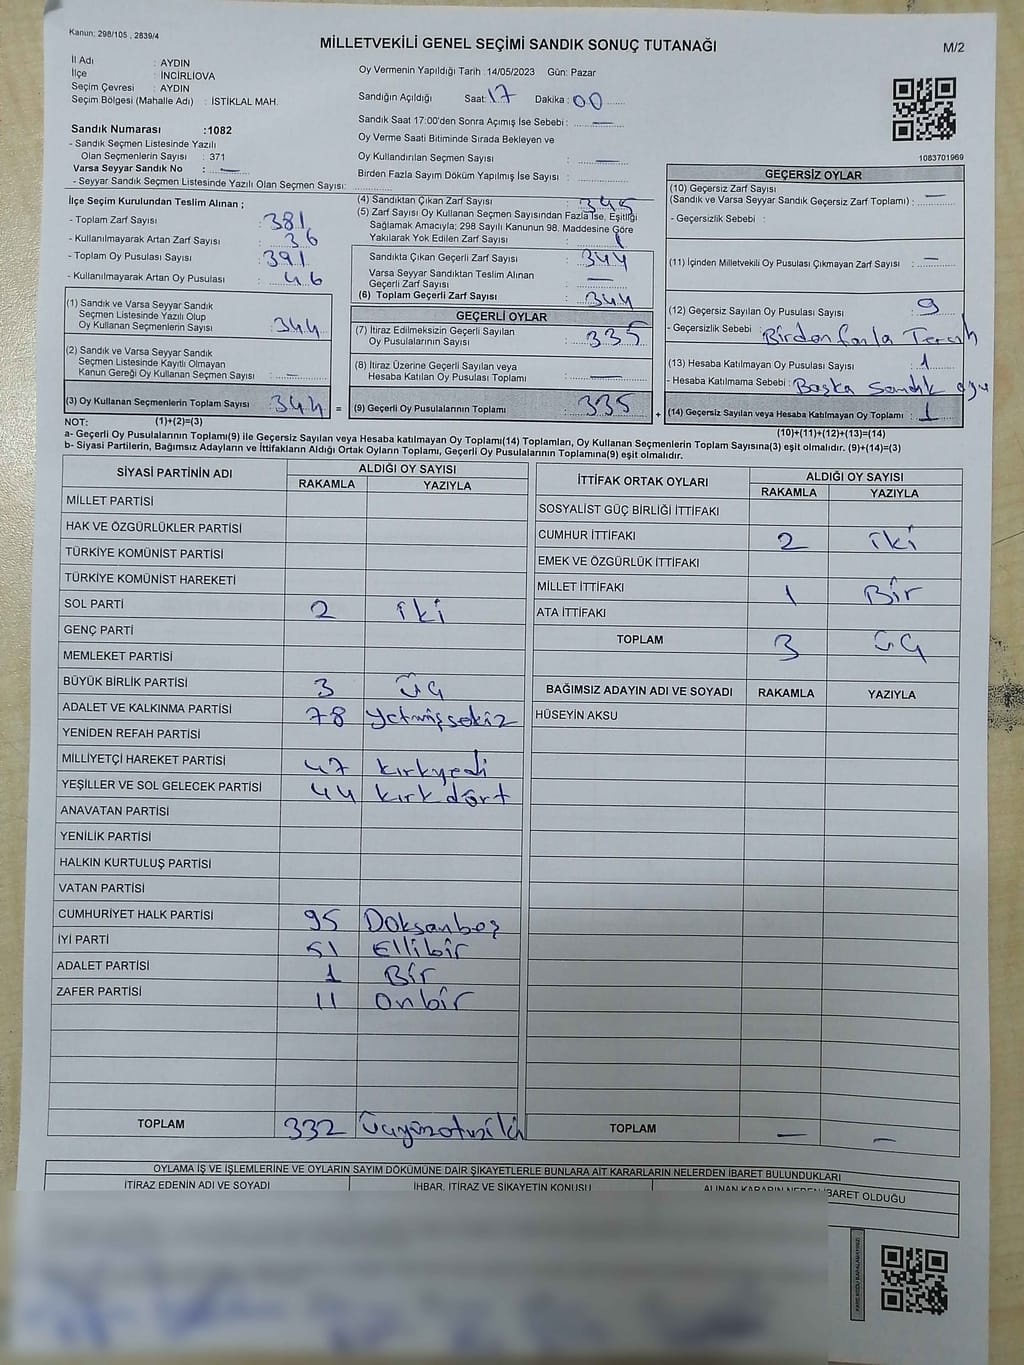 Kanun: 298/105 , 2839/4
MİLLETVEKİLİ GENEL SEÇİMİ SANDIK SONUÇ TUTANAĞI
M/2
İl Adı : AYDIN
İlçe : İNCİRLİOVA
Seçim Çevresi : AYDIN
Seçim Bölgesi (Mahalle Adı) : İSTİKLAL MAH.
Sandık Numarası :1082
- Sandık Seçmen Listesinde Yazılı
Olan Seçmenlerin Sayısı : 371
Varsa Seyyar Sandık No : —
- Seyyar Sandık Seçmen Listesinde Yazılı Olan Seçmen Sayısı:
Oy Vermenin Yapıldığı Tarih :14/05/2023 Gün: Pazar
Sandığın Açıldığı Saat: 17 Dakika : 00
Sandık Saat 17:00'den Sonra Açımış İse Sebebi : —
Oy Verme Saati Bitiminde Sırada Bekleyen ve
Oy Kullandırılan Seçmen Sayısı : —
Birden Fazla Sayım Döküm Yapılmış İse Sayısı : —
1083701969
İlçe Seçim Kurulundan Teslim Alınan ;
- Toplam Zarf Sayısı : 381
- Kullanılmayarak Artan Zarf Sayısı : 36
- Toplam Oy Pusulası Sayısı : 391
- Kullanılmayarak Artan Oy Pusulası : 46
(1) Sandık ve Varsa Seyyar Sandık
Seçmen Listesinde Yazılı Olup
Oy Kullanan Seçmenlerin Sayısı : 344
(2) Sandık ve Varsa Seyyar Sandık
Seçmen Listesinde Kayıtlı Olmayan
Kanun Gereği Oy Kullanan Seçmen Sayısı : —
(3) Oy Kullanan Seçmenlerin Toplam Sayısı : 344
(1)+(2)=(3)
(4) Sandıktan Çıkan Zarf Sayısı : 345
(5) Zarf Sayısı Oy Kullanan Seçmen Sayısından Fazla İse, Eşitliği
Sağlamak Amacıyla; 298 Sayılı Kanunun 98. Maddesine Göre
Yakılarak Yok Edilen Zarf Sayısı : 1
Sandıkta Çıkan Geçerli Zarf Sayısı : 344
Varsa Seyyar Sandıktan Teslim Alınan
Geçerli Zarf Sayısı : —
(6) Toplam Geçerli Zarf Sayısı : 344
GEÇERLİ OYLAR
(7) İtiraz Edilmeksizin Geçerli Sayılan
Oy Pusulalarının Sayısı : 335
(8) İtiraz Üzerine Geçerli Sayılan veya
Hesaba Katılan Oy Pusulası Toplamı : —
= (9) Geçerli Oy Pusulalarının Toplamı : 335 +
GEÇERSİZ OYLAR
(10) Geçersiz Zarf Sayısı
(Sandık ve Varsa Seyyar Sandık Geçersiz Zarf Toplamı) : —
- Geçersizlik Sebebi :
(11) İçinden Milletvekili Oy Pusulası Çıkmayan Zarf Sayısı : —
(12) Geçersiz Sayılan Oy Pusulası Sayısı : 9
- Geçersizlik Sebebi : Birden fazla Tercih
(13) Hesaba Katılmayan Oy Pusulası Sayısı : 1
- Hesaba Katılmama Sebebi : Başka Sandık oyu
(14) Geçersiz Sayılan veya Hesaba Katılmayan Oy Toplamı : 1
(10)+(11)+(12)+(13)=(14)
NOT:
a- Geçerli Oy Pusulalarının Toplamı(9) ile Geçersiz Sayılan veya Hesaba katılmayan Oy Toplamı(14) Toplamları, Oy Kullanan Seçmenlerin Toplam Sayısına(3) eşit olmalıdır. (9)+(14)=(3)
b- Siyasi Partilerin, Bağımsız Adayların ve İttifakların Aldığı Ortak Oyların Toplamı, Geçerli Oy Pusulalarının Toplamına(9) eşit olmalıdır.
SİYASİ PARTİNİN ADI ALDIĞI OY SAYISI
RAKAMLA YAZIYLA
MİLLET PARTİSİ
HAK VE ÖZGÜRLÜKLER PARTİSİ
TÜRKİYE KOMÜNİST PARTİSİ
TÜRKİYE KOMÜNİST HAREKETİ
SOL PARTİ 2 iki
GENÇ PARTİ
MEMLEKET PARTİSİ
BÜYÜK BİRLİK PARTİSİ 3 üç
ADALET VE KALKINMA PARTİSİ 78 yetmişsekiz
YENİDEN REFAH PARTİSİ
MİLLİYETÇİ HAREKET PARTİSİ 47 kırkyedi
YEŞİLLER VE SOL GELECEK PARTİSİ 44 kırkdört
ANAVATAN PARTİSİ
YENİLİK PARTİSİ
HALKIN KURTULUŞ PARTİSİ
VATAN PARTİSİ
CUMHURİYET HALK PARTİSİ 95 Doksanbeş
İYİ PARTİ 51 Ellibir
ADALET PARTİSİ 1 Bir
ZAFER PARTİSİ 11 onbir
TOPLAM 332 üçyüzotuziki
İTTİFAK ORTAK OYLARI ALDIĞI OY SAYISI
RAKAMLA YAZIYLA
SOSYALİST GÜÇ BİRLİĞİ İTTİFAKI
CUMHUR İTTİFAKI 2 iki
EMEK VE ÖZGÜRLÜK İTTİFAKI
MİLLET İTTİFAKI 1 Bir
ATA İTTİFAKI
TOPLAM 3 üç
BAĞIMSIZ ADAYIN ADI VE SOYADI RAKAMLA YAZIYLA
HÜSEYİN AKSU
TOPLAM — —
OYLAMA İŞ VE İŞLEMLERİNE VE OYLARIN SAYIM DÖKÜMÜNE DAİR ŞİKAYETLERLE BUNLARA AİT KARARLARIN NELERDEN İBARET BULUNDUKLARI
İTİRAZ EDENİN ADI VE SOYADI
İHBAR, İTİRAZ VE ŞİKAYETİN KONUSU
ALINAN KARARIN NEDEN İBARET OLDUĞU